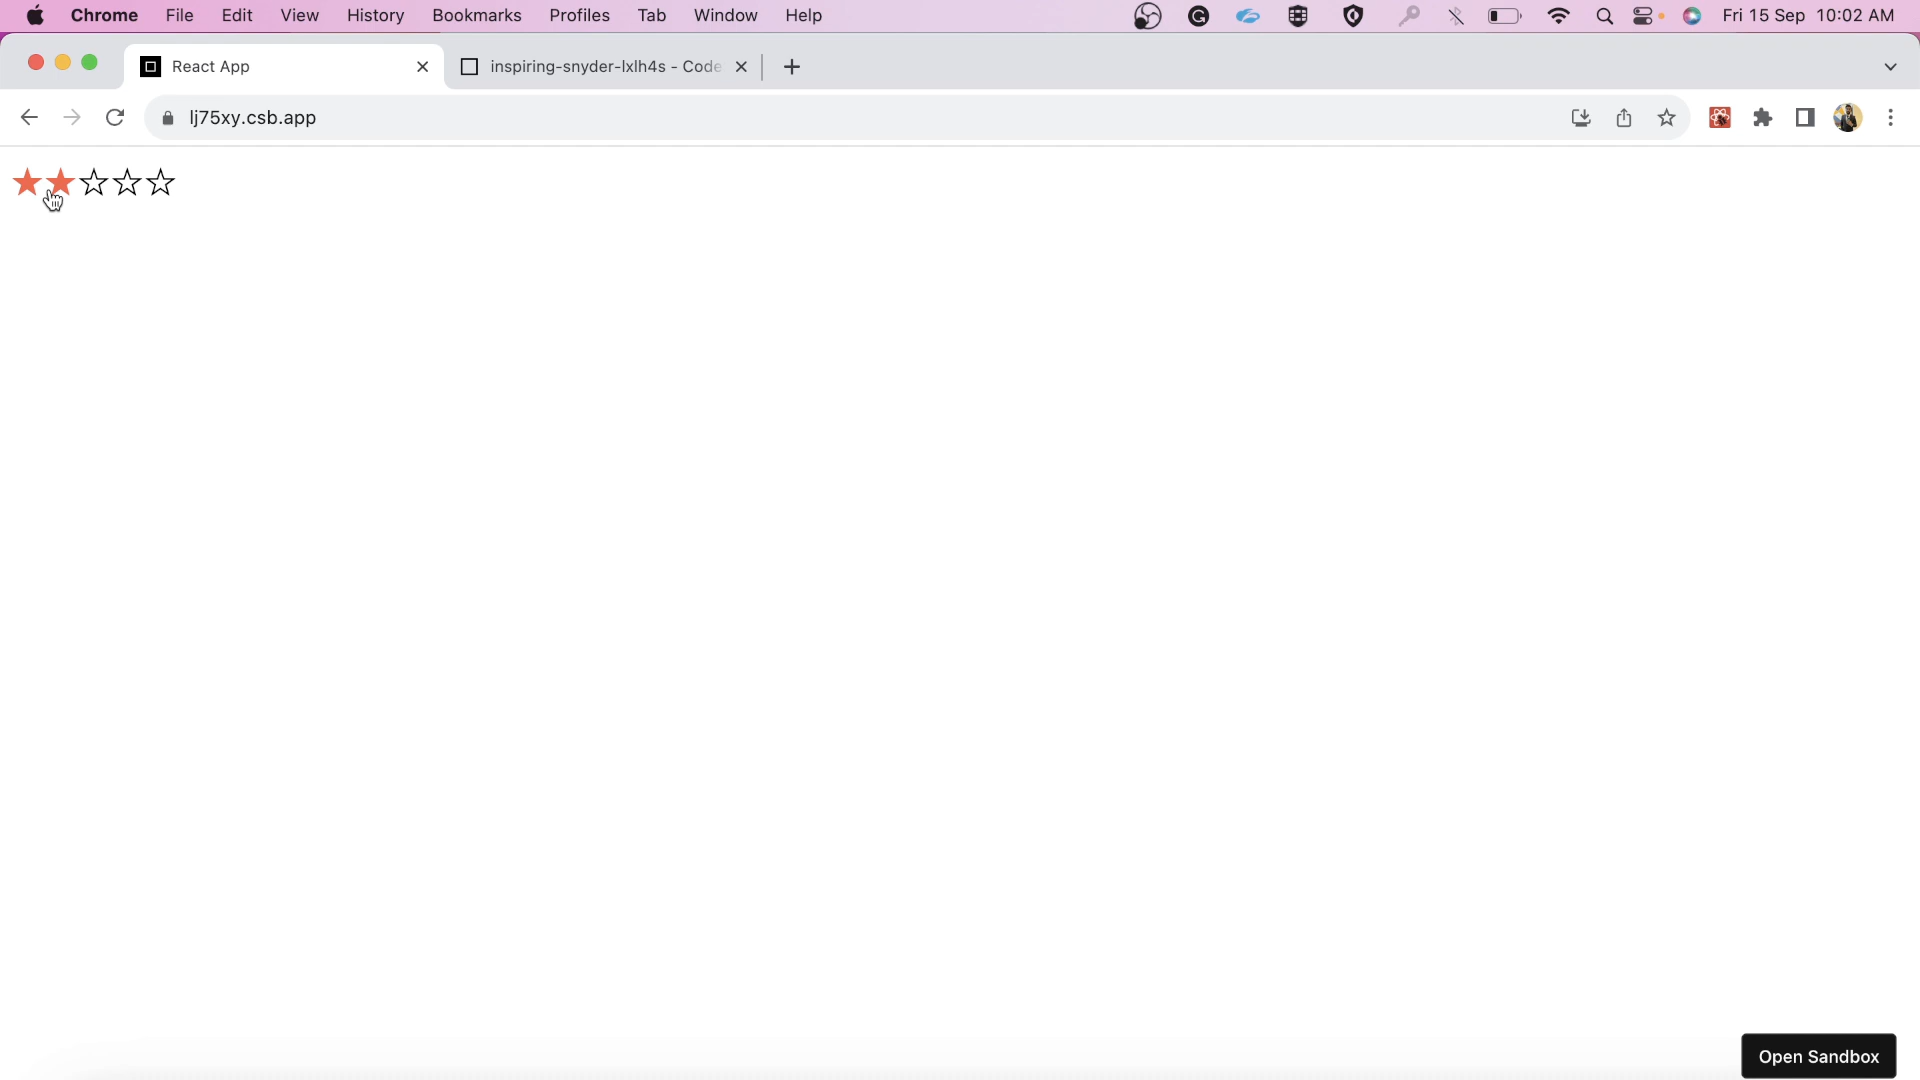 Chrome File Edit View History Bookmarks Profiles Tab Window Help Fri 15 Sep 10:02 AM
React App inspiring-snyder-lxlh4s - Code
lj75xy.csb.app
Open Sandbox